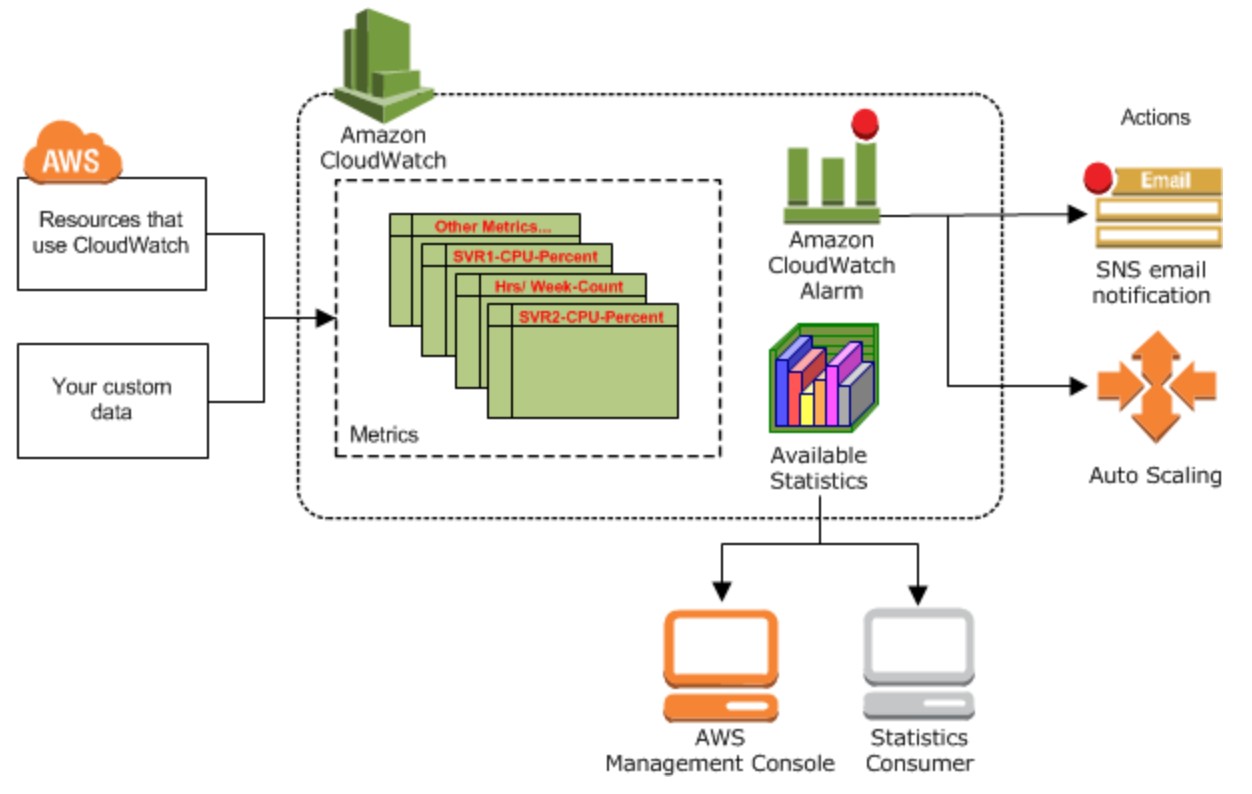 Amazon
CloudWatch
AWS
Resources that
use CloudWatch
Your custom
data
Other Metrics...
SVR1-CPU-Percent
Hrs/ Week-Count
SVR2-CPU-Percent
Metrics
Amazon
CloudWatch
Alarm
Available
Statistics
Actions
Email
SNS email
notification
Auto Scaling
AWS
Management Console
Statistics
Consumer